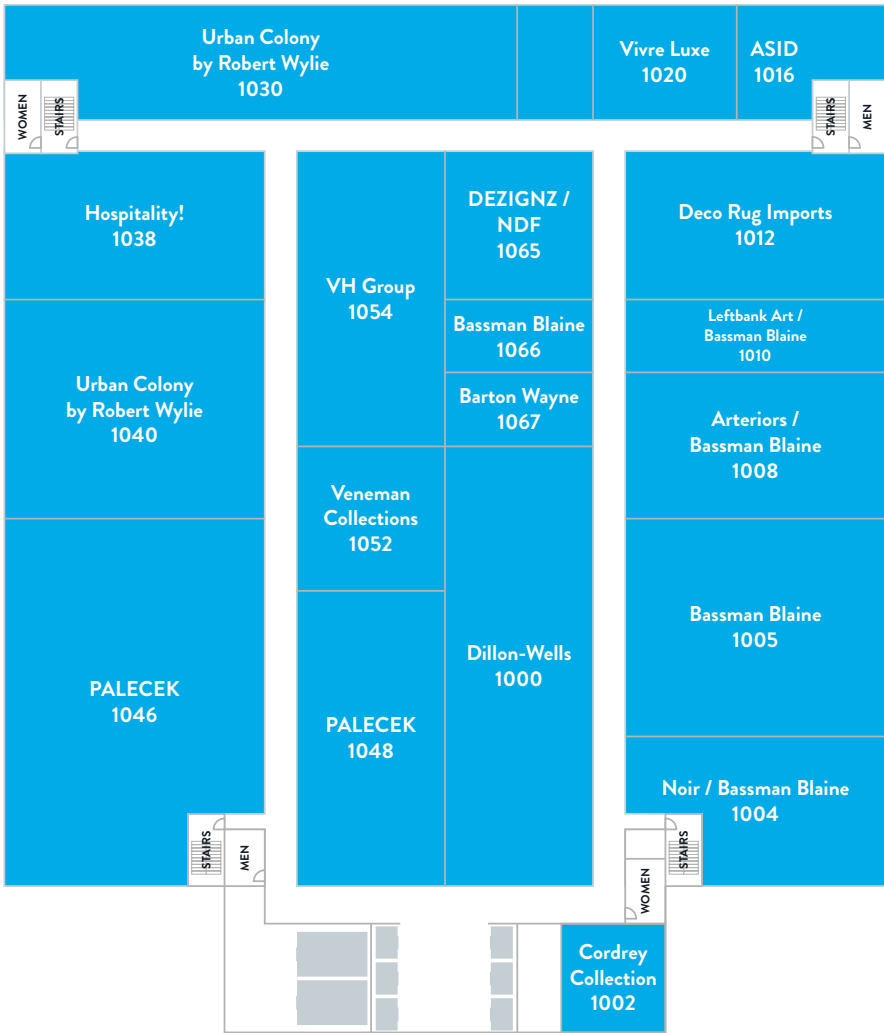 Urban Colony
by Robert Wylie
1030
Vivre Luxe
1020
ASID
1016
WOMEN
STAIRS
STAIRS
MEN
Hospitality!
1038
VH Group
1054
DEZIGNZ /
NDF
1065
Deco Rug Imports
1012
Bassman Blaine
1066
Leftbank Art /
Bassman Blaine
1010
Urban Colony
by Robert Wylie
1040
Barton Wayne
1067
Arteriors /
Bassman Blaine
1008
Veneman
Collections
1052
Bassman Blaine
1005
Dillon-Wells
1000
PALECEK
1046
PALECEK
1048
Noir / Bassman Blaine
1004
STAIRS
MEN
STAIRS
WOMEN
Cordrey
Collection
1002